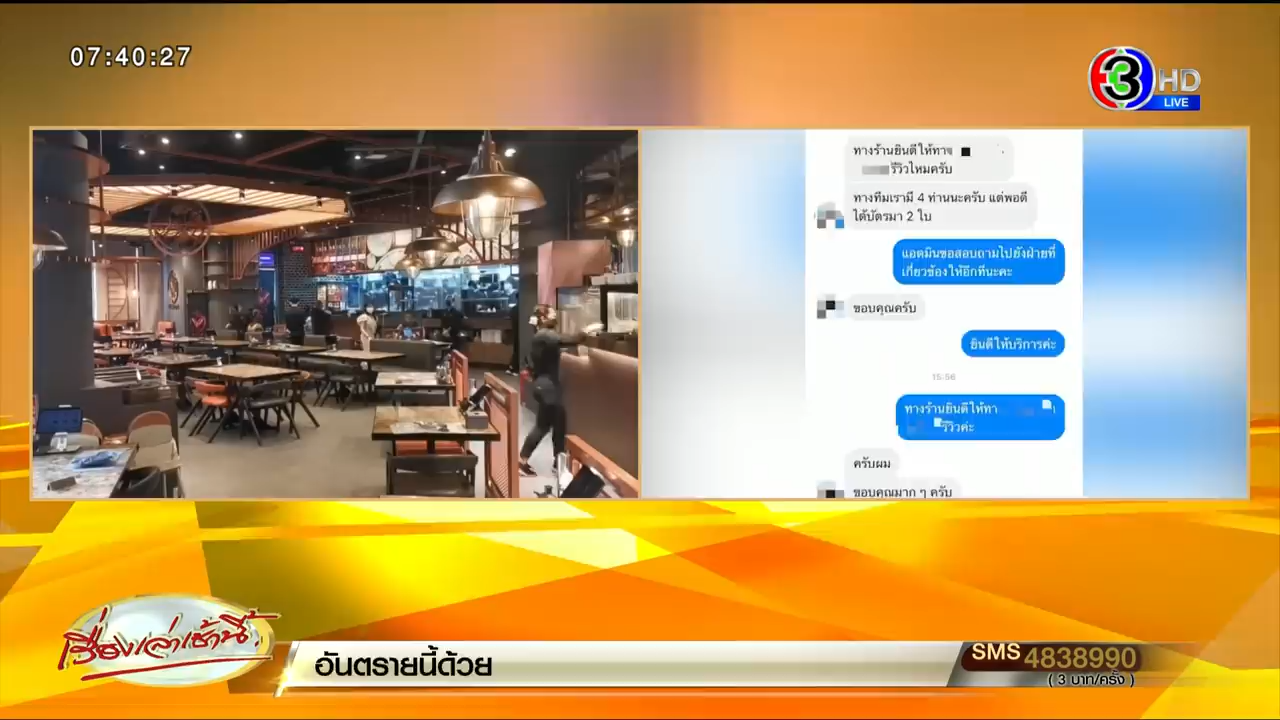 07:40:27
3 HD
LIVE
ทางร้านยินดีให้ทาง
รีวิวไหมครับ
ทางทีมเรามี 4 ท่านนะครับ แต่พอดี
ได้บัตรมา 2 ใบ
แอดมินขอสอบถามไปยังฝ่ายที่
เกี่ยวข้องให้อีกทีนะคะ
ขอบคุณครับ
ยินดีให้บริการค่ะ
15:56
ทางร้านยินดีให้ทา
รีวิวค่ะ
ครับผม
ขอบคุณมาก ๆ ครับ
เรื่องเล่าเช้านี้
อันตรายนี้ด้วย
SMS 4838990
( 3 บาท/ครั้ง )